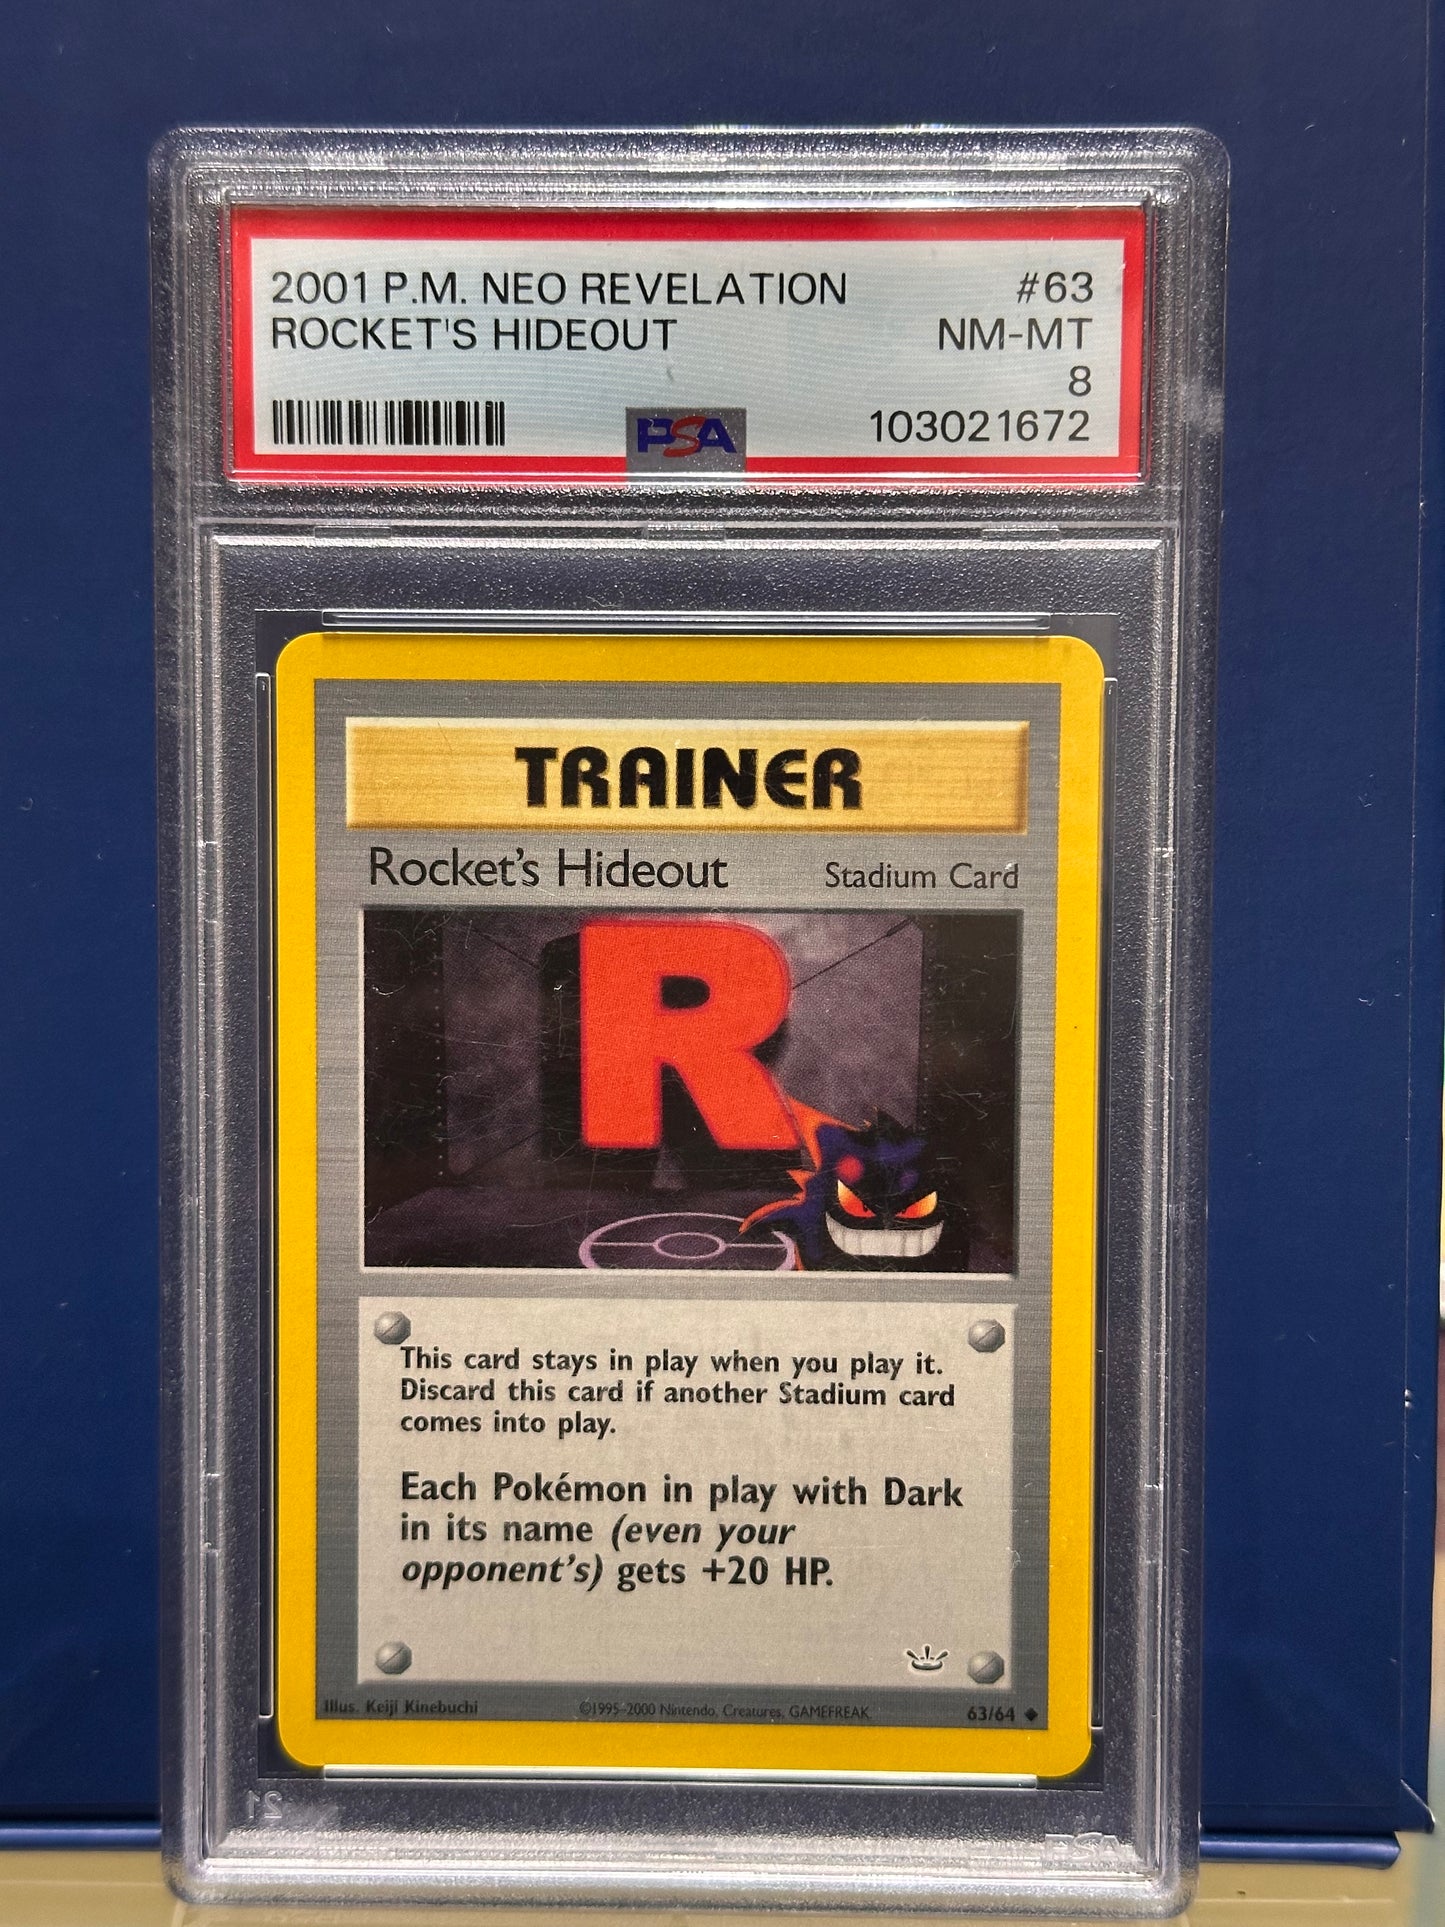 2001 P.M. NEO REVELATION #63
ROCKET'S HIDEOUT NM-MT
8
PSA 103021672
TRAINER
Rocket's Hideout Stadium Card
R
This card stays in play when you play it.
Discard this card if another Stadium card
comes into play.
Each Pokémon in play with Dark
in its name (even your
opponent's) gets +20 HP.
Illus. Keiji Kinebuchi ©1995-2000 Nintendo, Creatures, GAMEFREAK. 63/64
21 PSA